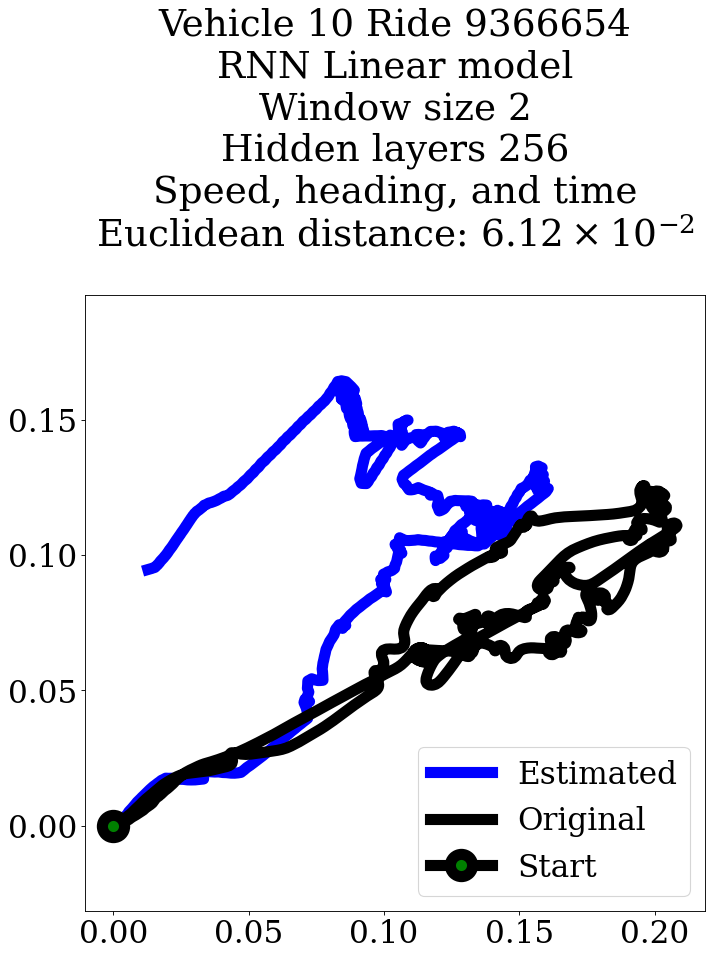 Vehicle 10 Ride 9366654
RNN Linear model
Window size 2
Hidden layers 256
Speed, heading, and time
Euclidean distance: 6.12 × 10⁻²
0.15
0.10
0.05
0.00
Estimated
Original
Start
0.00 0.05 0.10 0.15 0.20